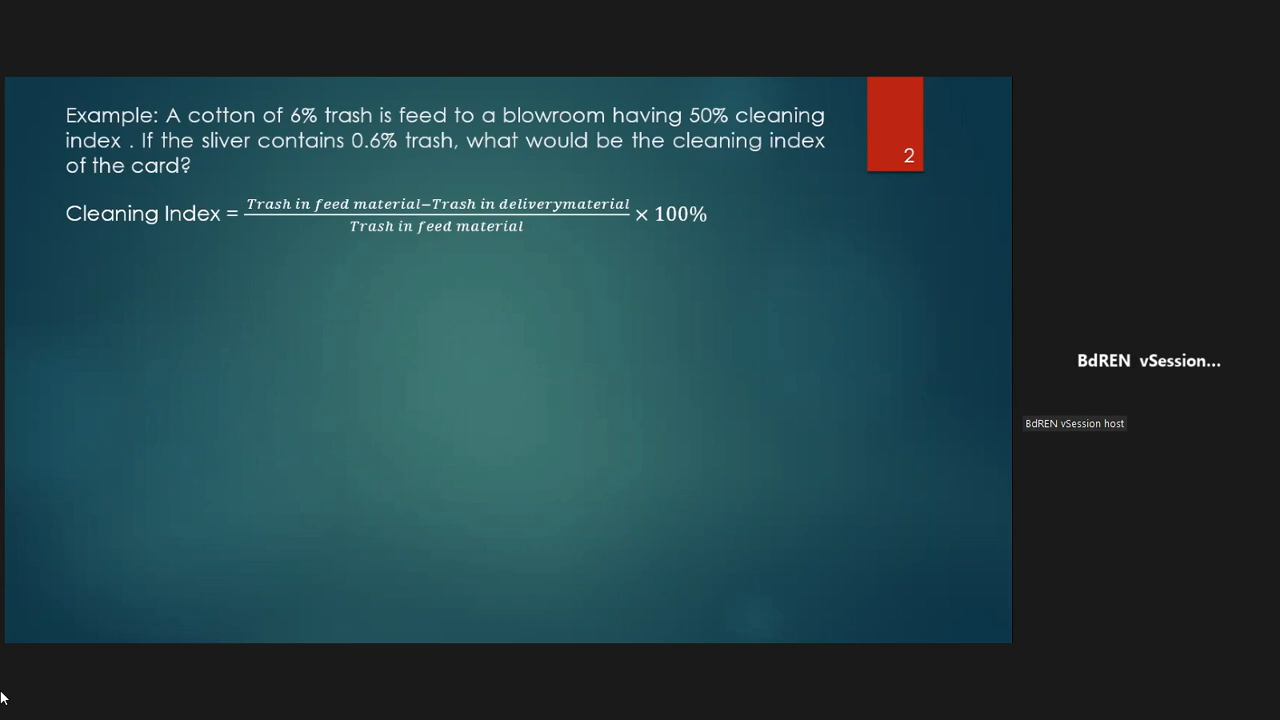 Example: A cotton of 6% trash is feed to a blowroom having 50% cleaning
index . If the sliver contains 0.6% trash, what would be the cleaning index
of the card?
2
Cleaning Index = \frac{Trash in feed material−Trash in deliverymaterial}{Trash in feed material} × 100%
BdREN vSession...
BdREN vSession host